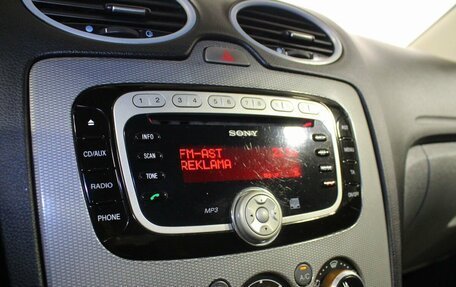 1 2 3 4 5 6 7 8
INFO
SONY
CD/AUX
SCAN
FM-AST
REKLAMA
RADIO
TONE
TA
PHONE
MP3
A/C